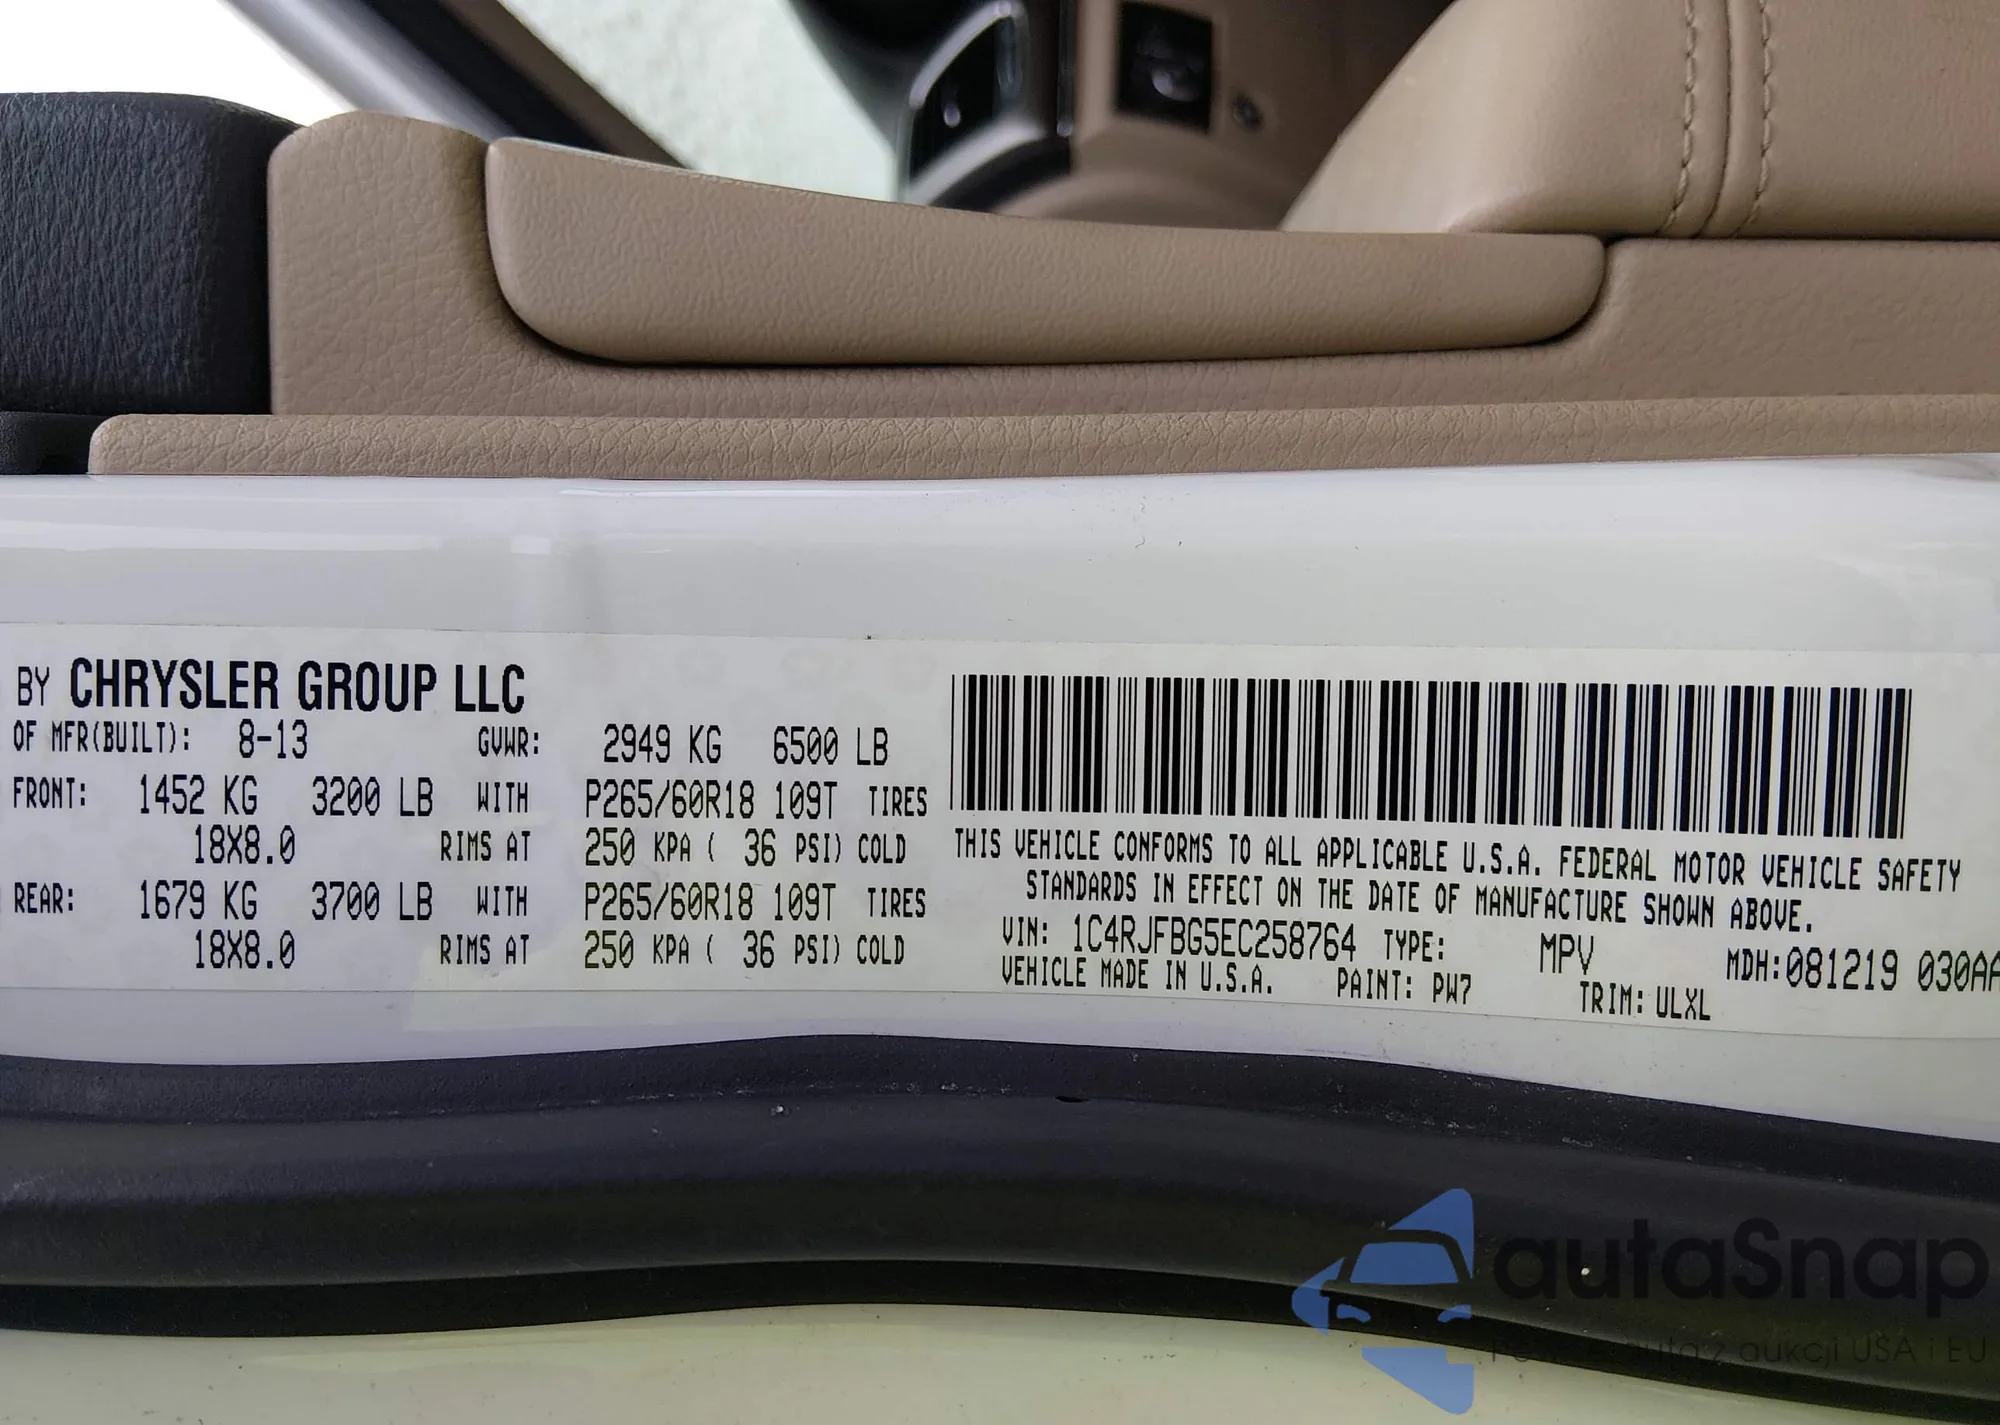 BY CHRYSLER GROUP LLC
OF MFR(BUILT): 8-13 GVWR: 2949 KG 6500 LB
FRONT: 1452 KG 3200 LB WITH P265/60R18 109T TIRES
18X8.0 RIMS AT 250 KPA ( 36 PSI) COLD
REAR: 1679 KG 3700 LB WITH P265/60R18 109T TIRES
18X8.0 RIMS AT 250 KPA ( 36 PSI) COLD
THIS VEHICLE CONFORMS TO ALL APPLICABLE U.S.A. FEDERAL MOTOR VEHICLE SAFETY
STANDARDS IN EFFECT ON THE DATE OF MANUFACTURE SHOWN ABOVE.
VIN: 1C4RJFBG5EC258764 TYPE: MPV MDH:081219 030AA
VEHICLE MADE IN U.S.A. PAINT: PW7 TRIM: ULXL
autaSnap
auta z aukcji USA i EU